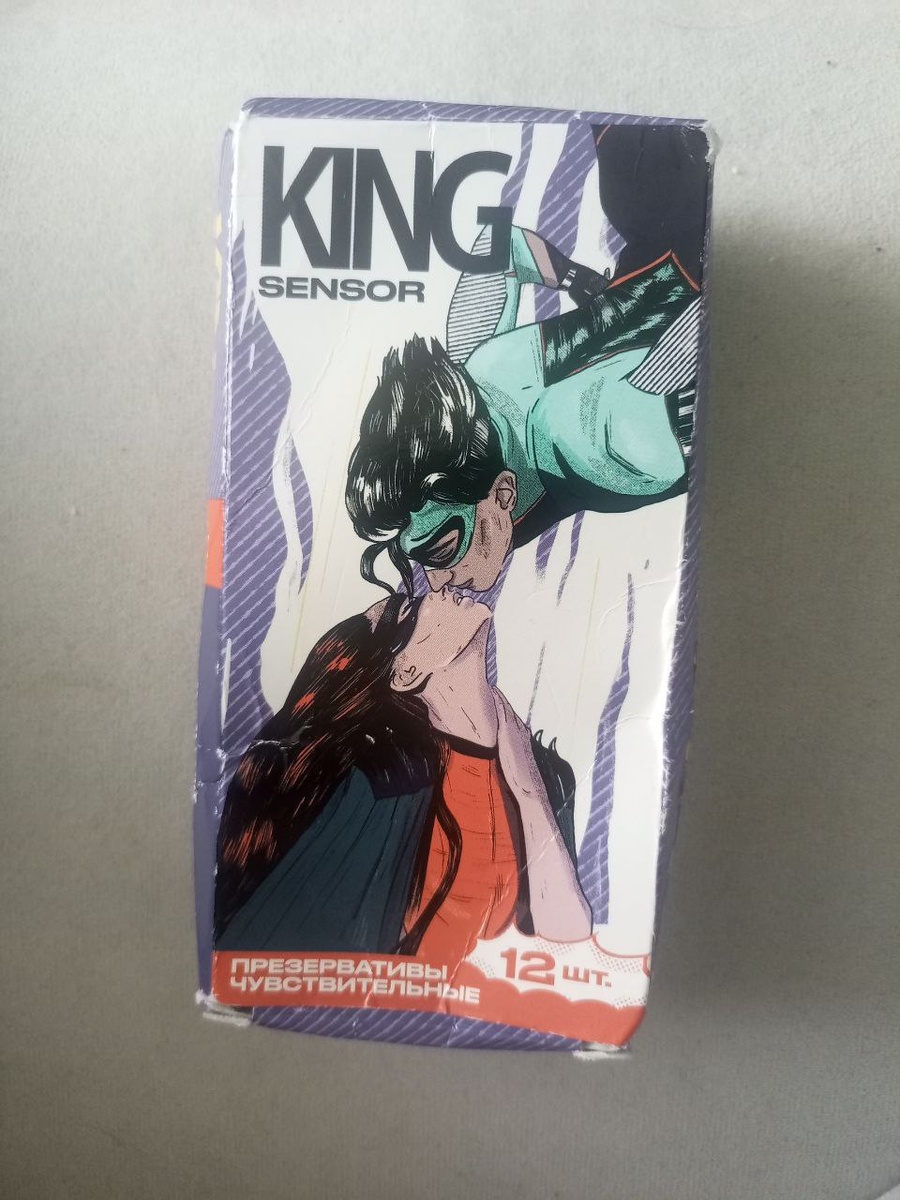 KING
SENSOR
ПРЕЗЕРВАТИВЫ
ЧУВСТВИТЕЛЬНЫЕ
12 шт.